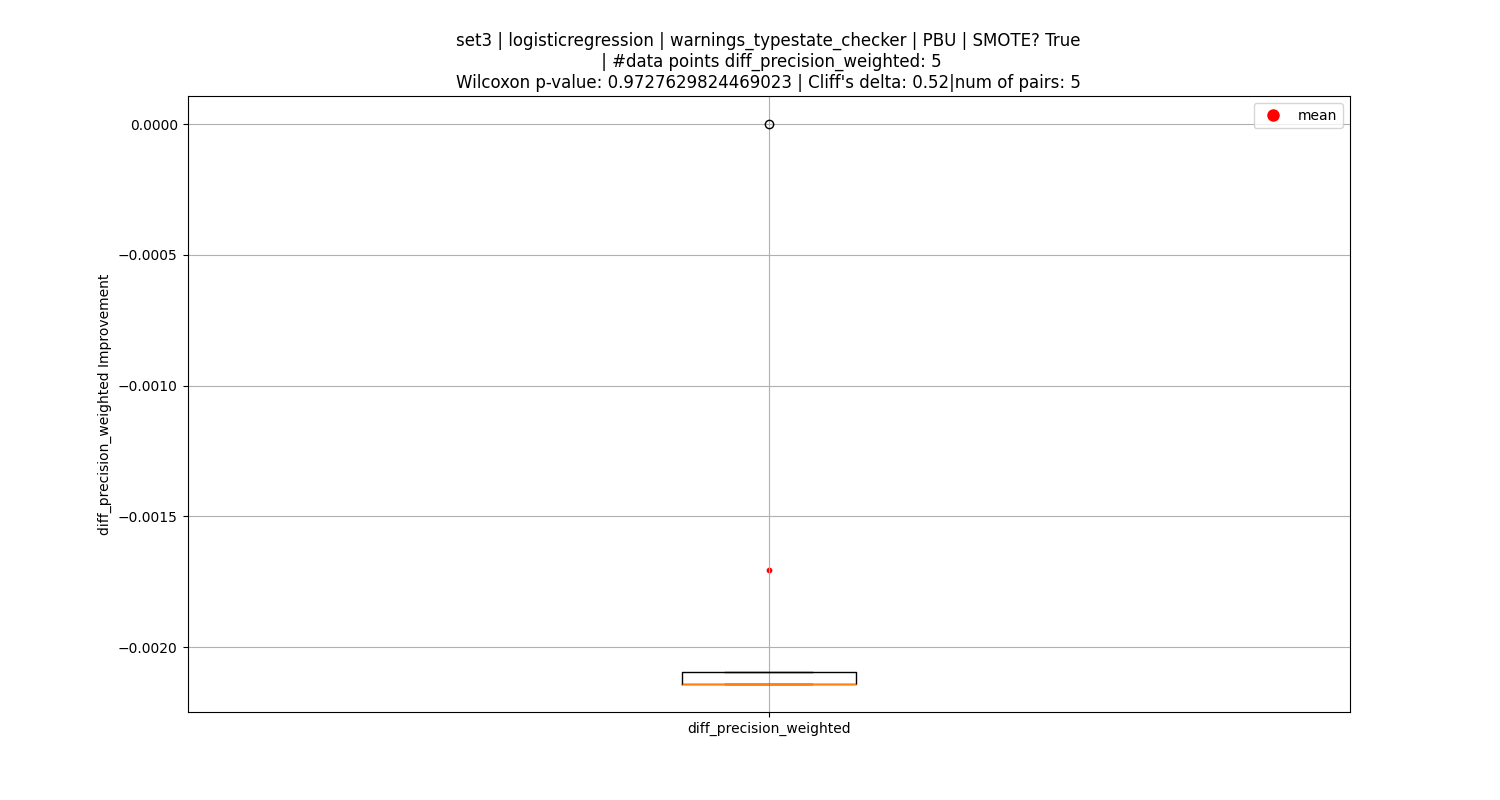 set3 | logisticregression | warnings_typestate_checker | PBU | SMOTE? True
| #data points diff_precision_weighted: 5
Wilcoxon p-value: 0.9727629824469023 | Cliff's delta: 0.52|num of pairs: 5
mean
0.0000
−0.0005
−0.0010
−0.0015
−0.0020
diff_precision_weighted Improvement
diff_precision_weighted